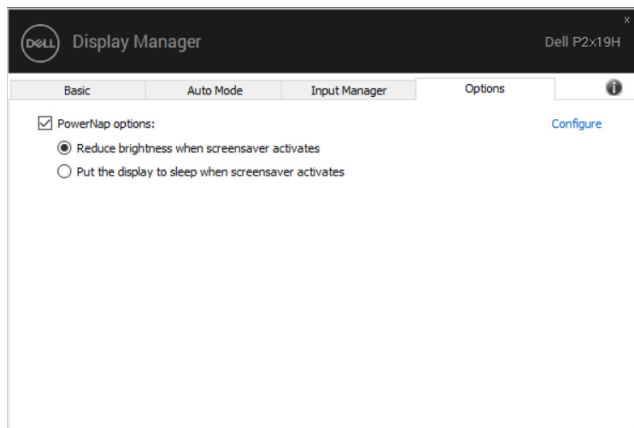 x
DELL Display Manager Dell P2x19H
Basic Auto Mode Input Manager Options
PowerNap options: Configure
Reduce brightness when screensaver activates
Put the display to sleep when screensaver activates